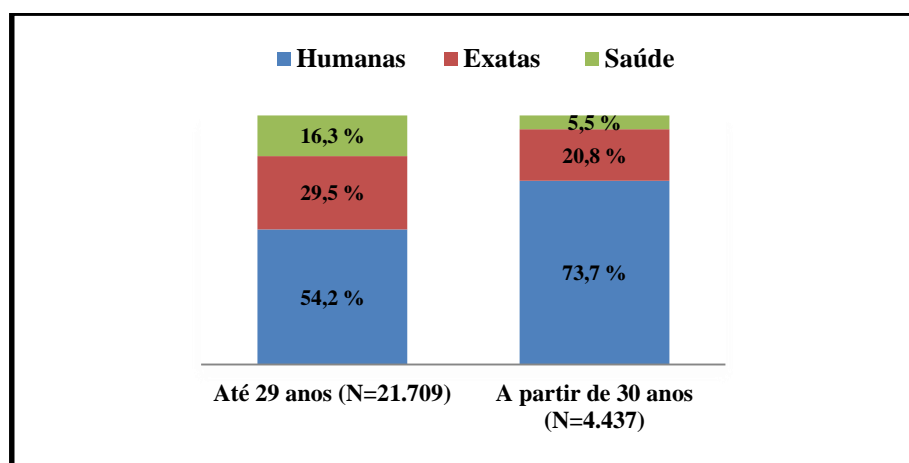 Humanas Exatas Saúde
16,3 % 5,5 %
29,5 % 20,8 %
54,2 % 73,7 %
Até 29 anos (N=21.709) A partir de 30 anos
(N=4.437)